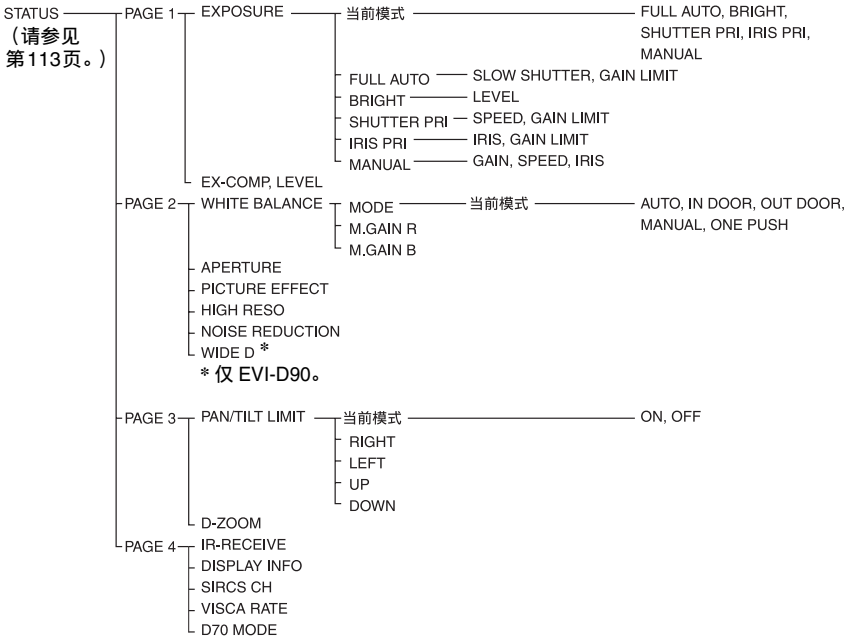 STATUS PAGE 1 EXPOSURE 当前模式 FULL AUTO, BRIGHT,
(请参见 SHUTTER PRI, IRIS PRI,
第113页。) MANUAL
FULL AUTO SLOW SHUTTER, GAIN LIMIT
BRIGHT LEVEL
SHUTTER PRI SPEED, GAIN LIMIT
IRIS PRI IRIS, GAIN LIMIT
MANUAL GAIN, SPEED, IRIS
EX-COMP, LEVEL
PAGE 2 WHITE BALANCE MODE 当前模式 AUTO, IN DOOR, OUT DOOR,
M.GAIN R MANUAL, ONE PUSH
M.GAIN B
APERTURE
PICTURE EFFECT
HIGH RESO
NOISE REDUCTION
WIDE D *
* 仅 EVI-D90。
PAGE 3 PAN/TILT LIMIT 当前模式 ON, OFF
RIGHT
LEFT
UP
DOWN
D-ZOOM
PAGE 4 IR-RECEIVE
DISPLAY INFO
SIRCS CH
VISCA RATE
D70 MODE